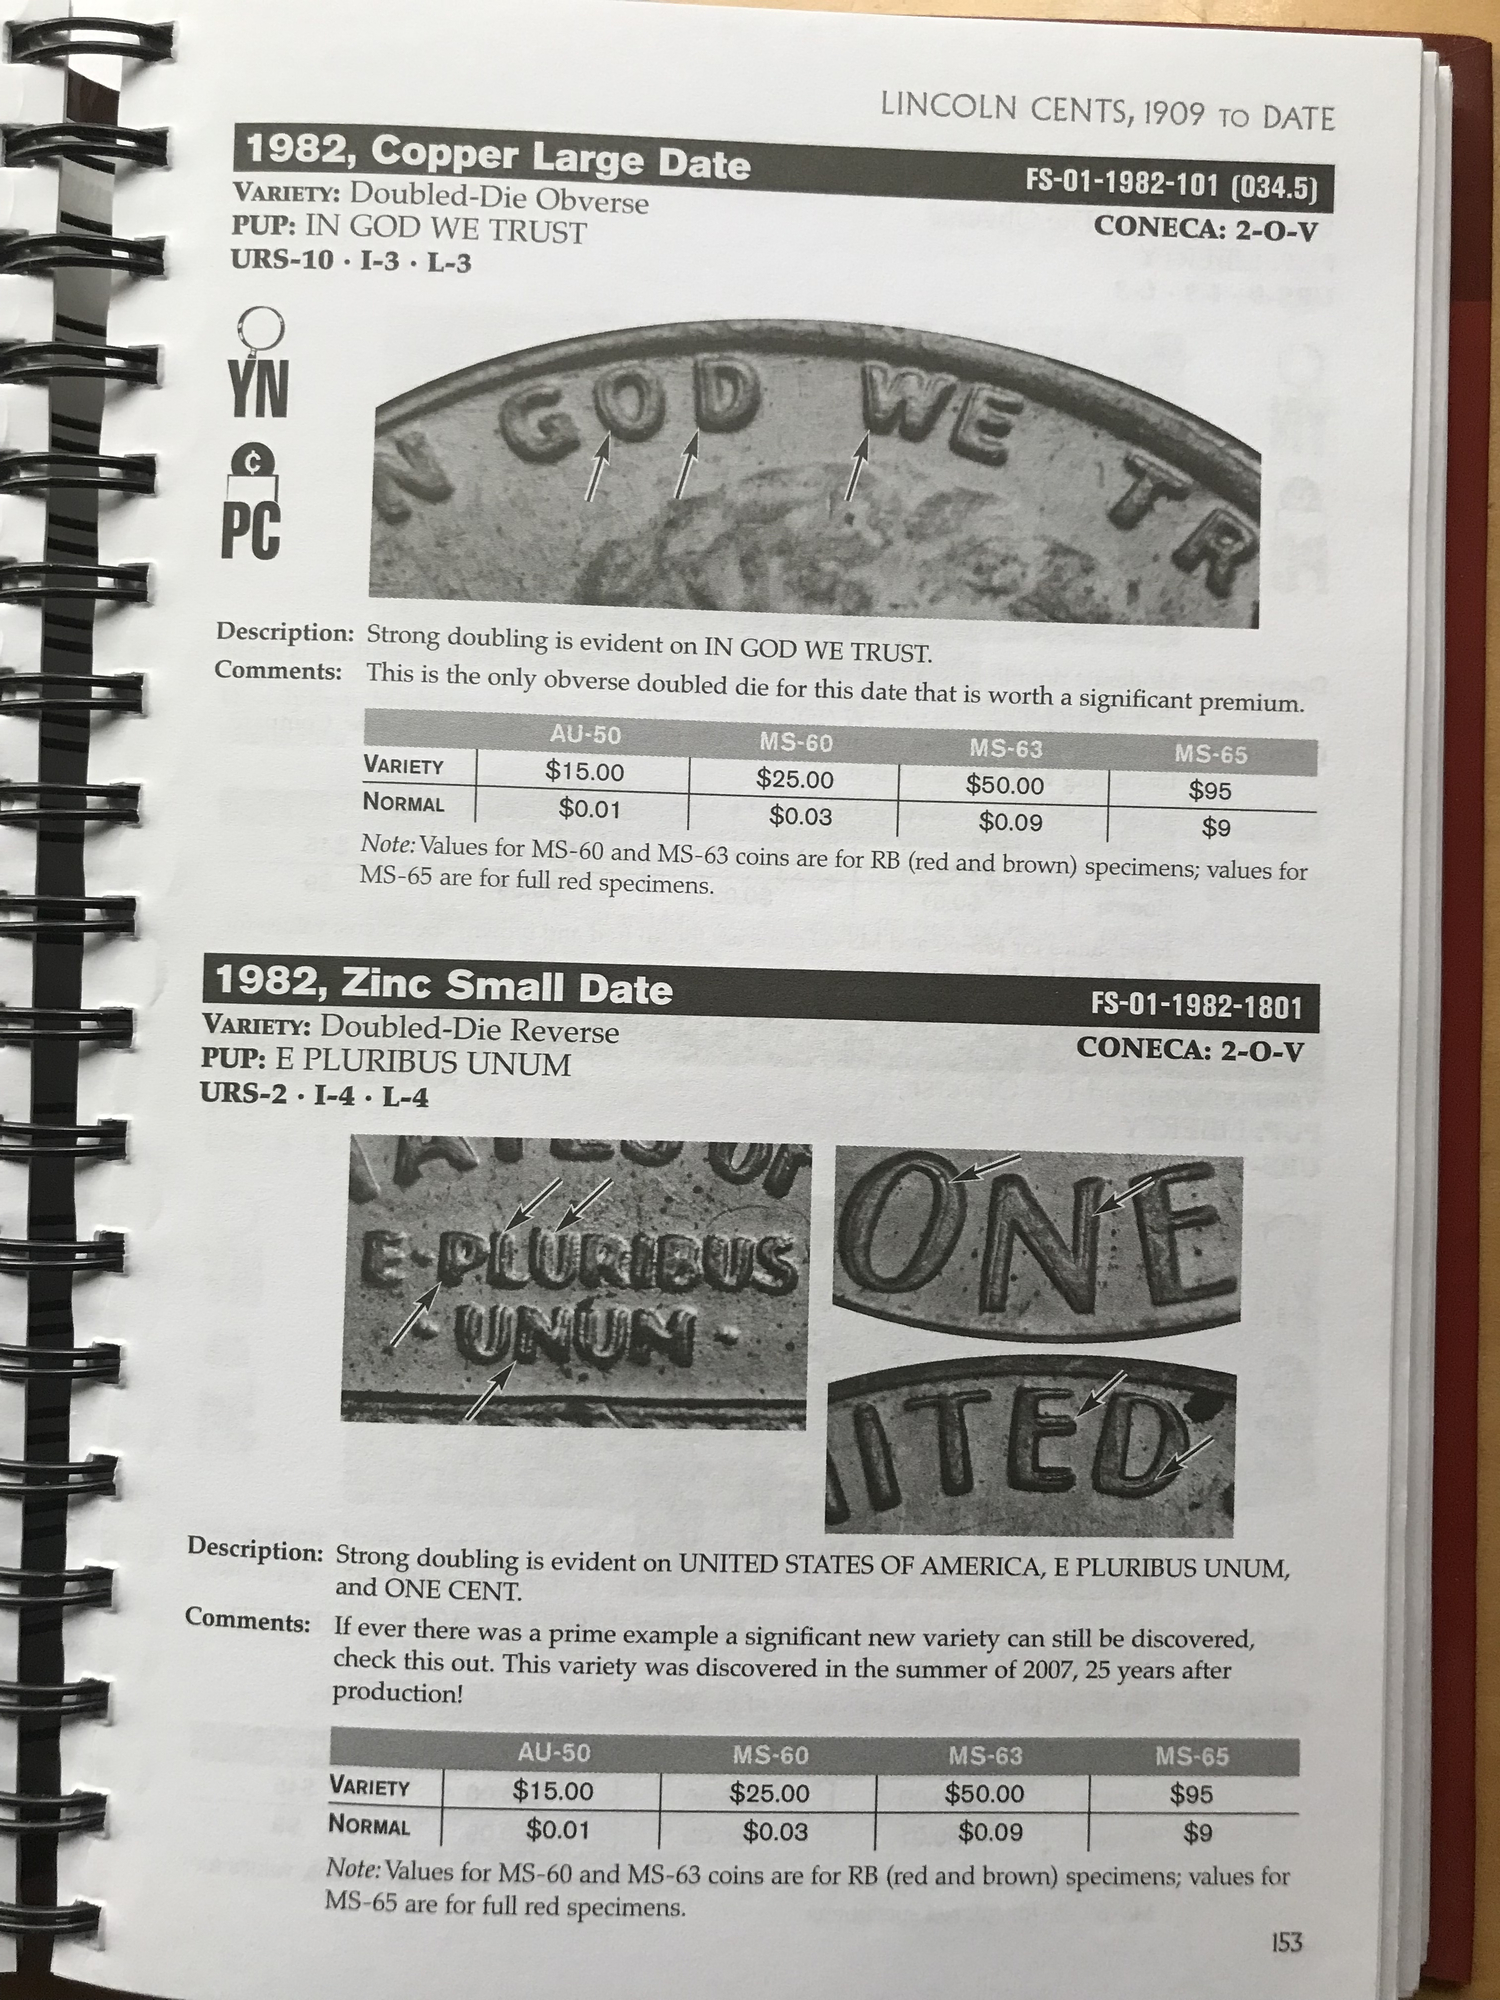 LINCOLN CENTS, 1909 TO DATE
1982, Copper Large Date FS-01-1982-101 (034.5)
VARIETY: Doubled-Die Obverse CONECA: 2-O-V
PUP: IN GOD WE TRUST
URS-10 · I-3 · L-3
YN
¢
PC
N GOD WE TR
Description: Strong doubling is evident on IN GOD WE TRUST.
Comments: This is the only obverse doubled die for this date that is worth a significant premium.
AU-50 MS-60 MS-63 MS-65
VARIETY $15.00 $25.00 $50.00 $95
NORMAL $0.01 $0.03 $0.09 $9
Note: Values for MS-60 and MS-63 coins are for RB (red and brown) specimens; values for
MS-65 are for full red specimens.
1982, Zinc Small Date FS-01-1982-1801
VARIETY: Doubled-Die Reverse CONECA: 2-O-V
PUP: E PLURIBUS UNUM
URS-2 · I-4 · L-4
ATES OF
E·PLURIBUS
·UNUM·
ONE
ITED
Description: Strong doubling is evident on UNITED STATES OF AMERICA, E PLURIBUS UNUM,
and ONE CENT.
Comments: If ever there was a prime example a significant new variety can still be discovered,
check this out. This variety was discovered in the summer of 2007, 25 years after
production!
AU-50 MS-60 MS-63 MS-65
VARIETY $15.00 $25.00 $50.00 $95
NORMAL $0.01 $0.03 $0.09 $9
Note: Values for MS-60 and MS-63 coins are for RB (red and brown) specimens; values for
MS-65 are for full red specimens.
153